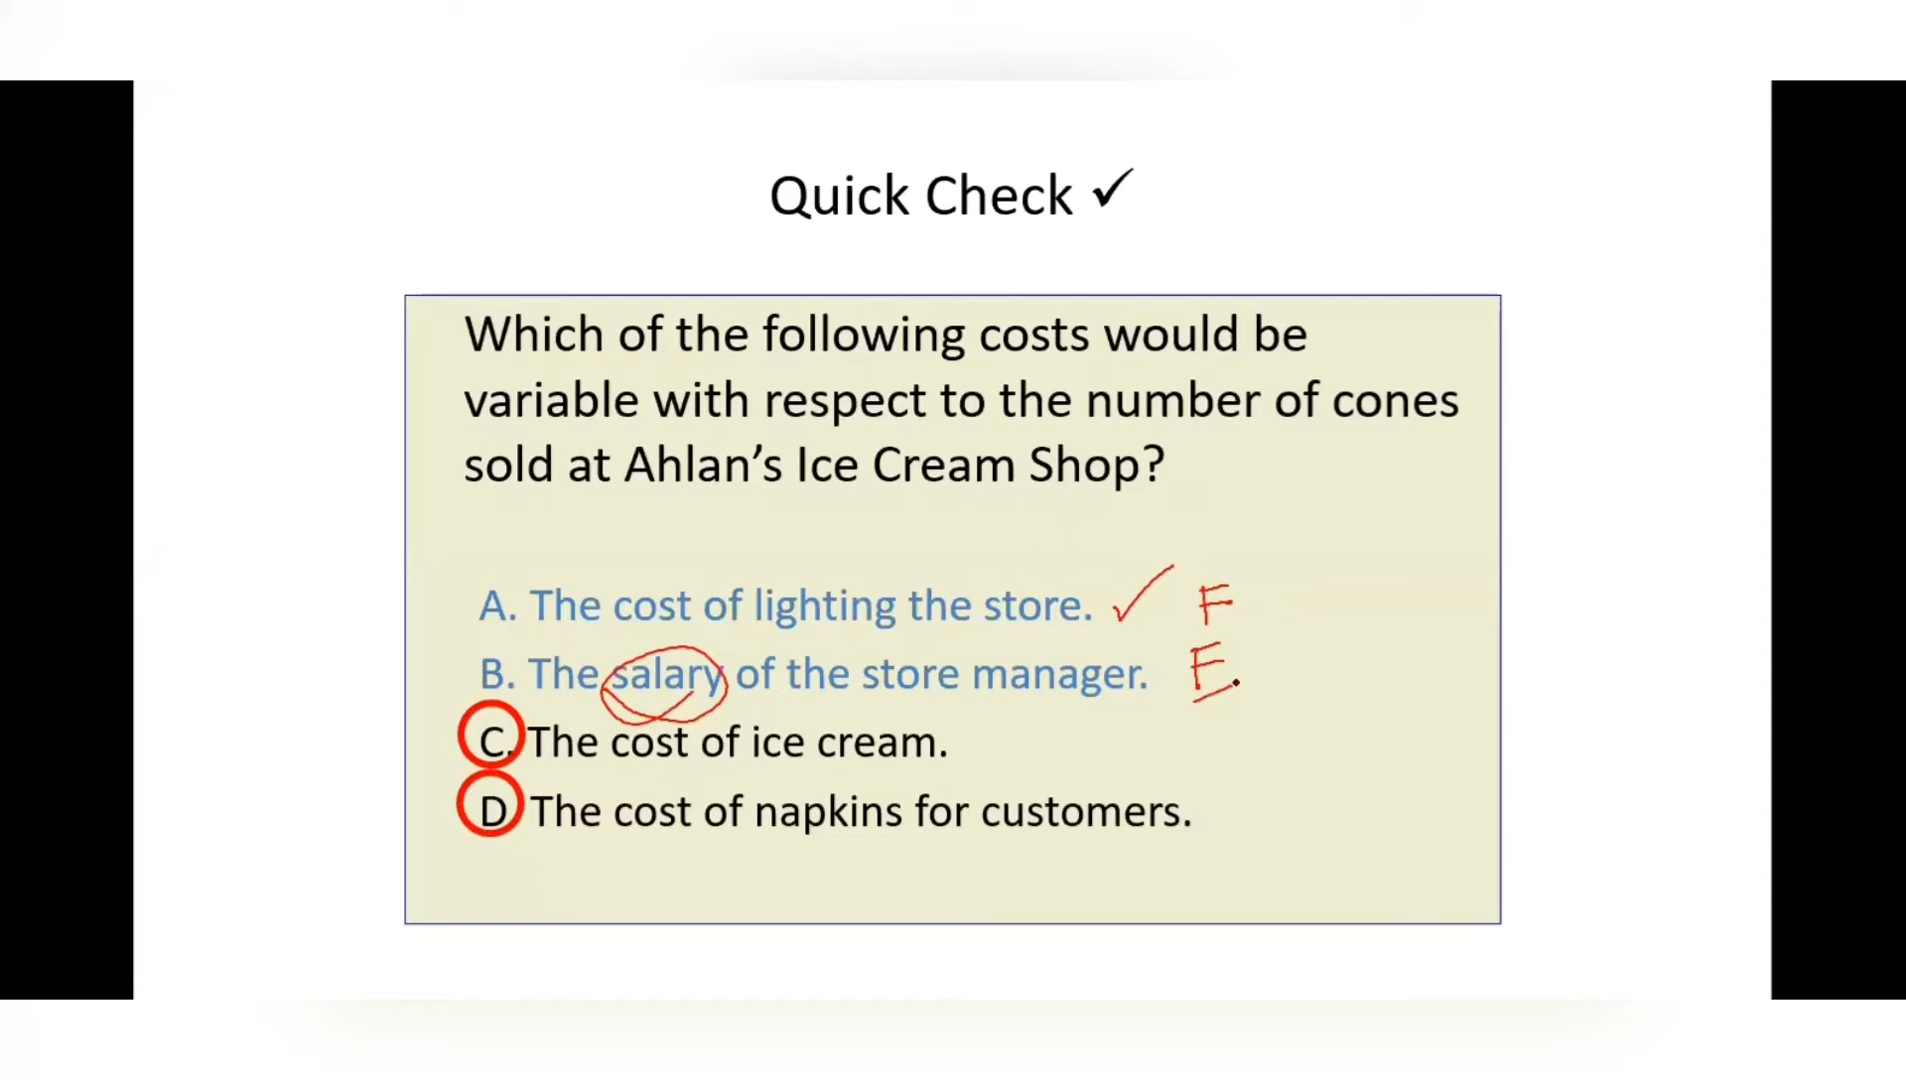 Quick Check ✓
Which of the following costs would be
variable with respect to the number of cones
sold at Ahlan’s Ice Cream Shop?
A. The cost of lighting the store. ✓ F
B. The salary of the store manager. F
C. The cost of ice cream.
D The cost of napkins for customers.